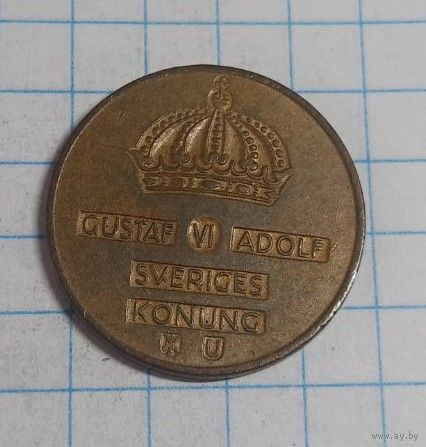 GUSTAF VI ADOLF
SVERIGES
KONUNG
U
www.ay.by